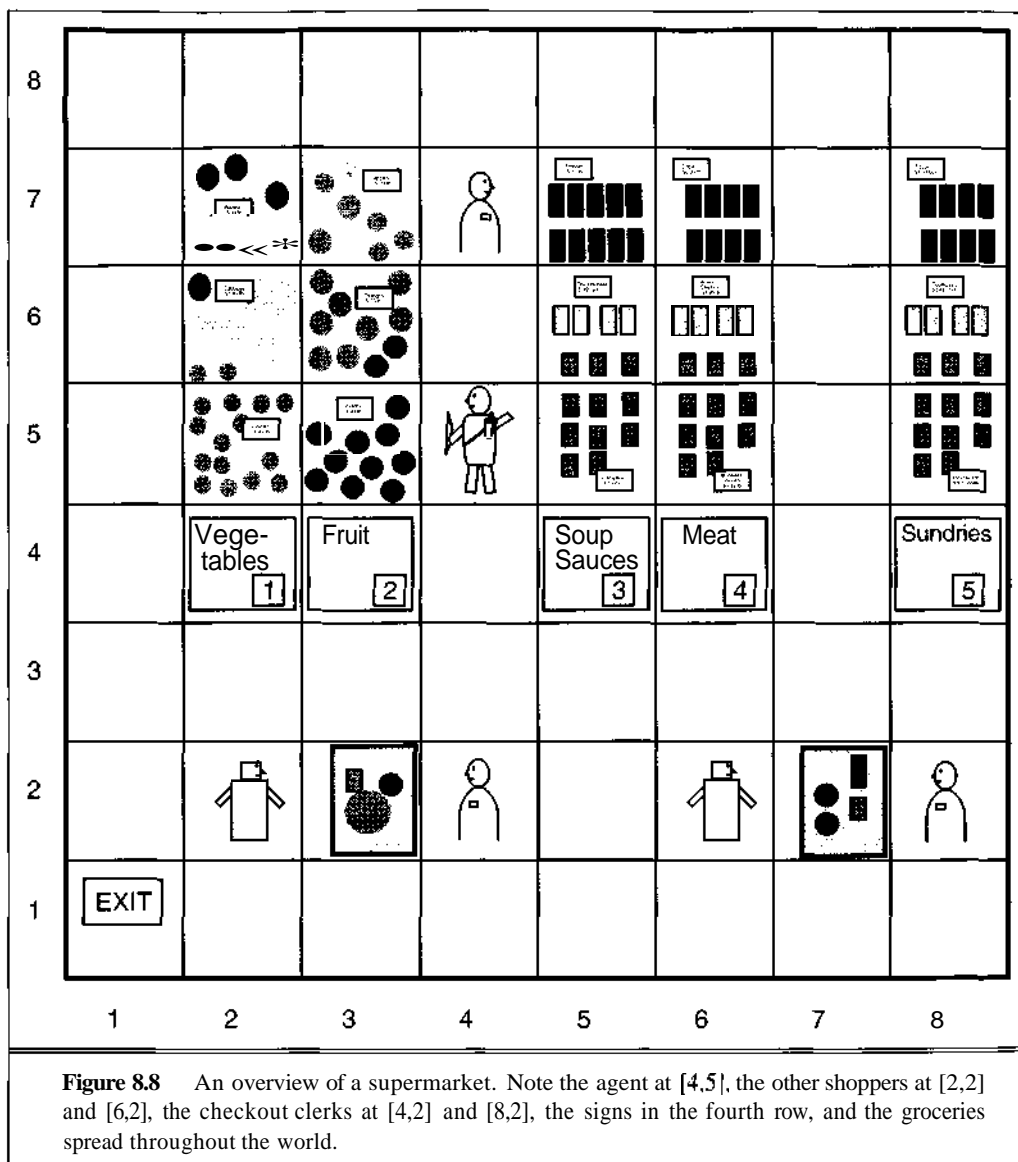 8
7
6
5
4
Vege-
tables
1
Fruit
2
Soup
Sauces
3
Meat
4
Sundries
5
3
2
EXIT
1
1 2 3 4 5 6 7 8
Figure 8.8 An overview of a supermarket. Note the agent at [4,5], the other shoppers at [2,2]
and [6,2], the checkout clerks at [4,2] and [8,2], the signs in the fourth row, and the groceries
spread throughout the world.